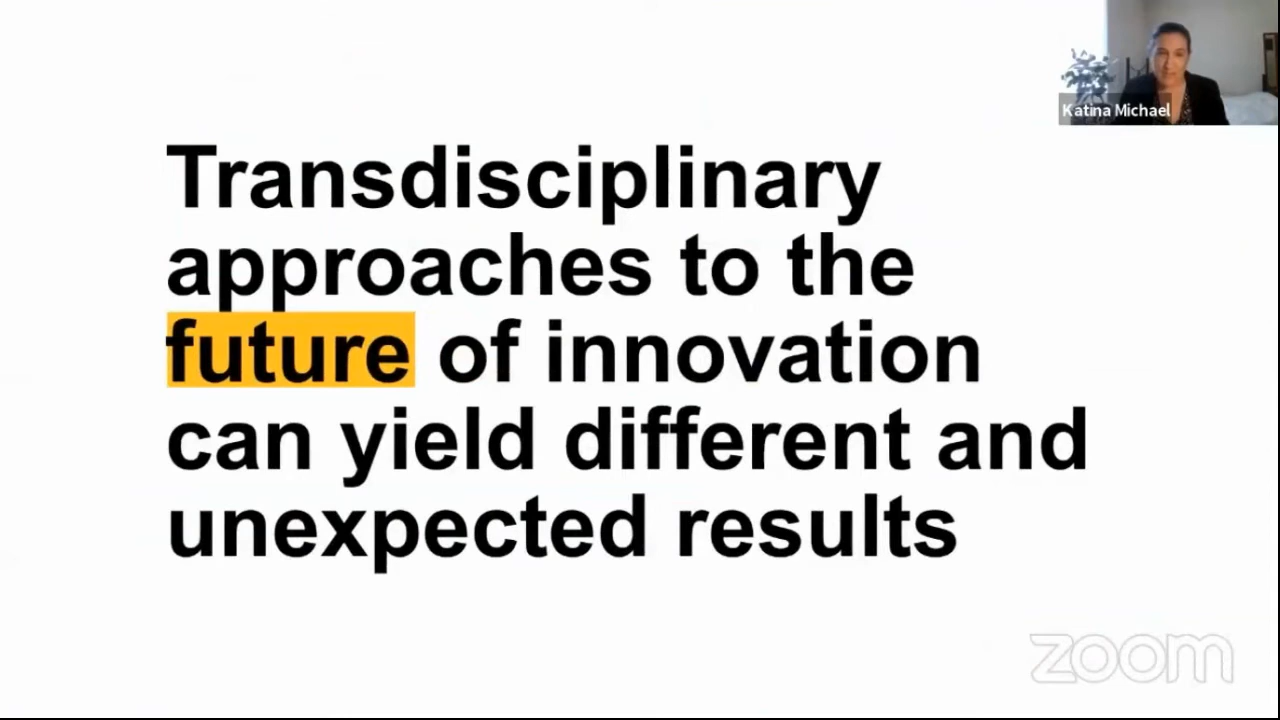 Katina Michael
Transdisciplinary
approaches to the
future of innovation
can yield different and
unexpected results
zoom